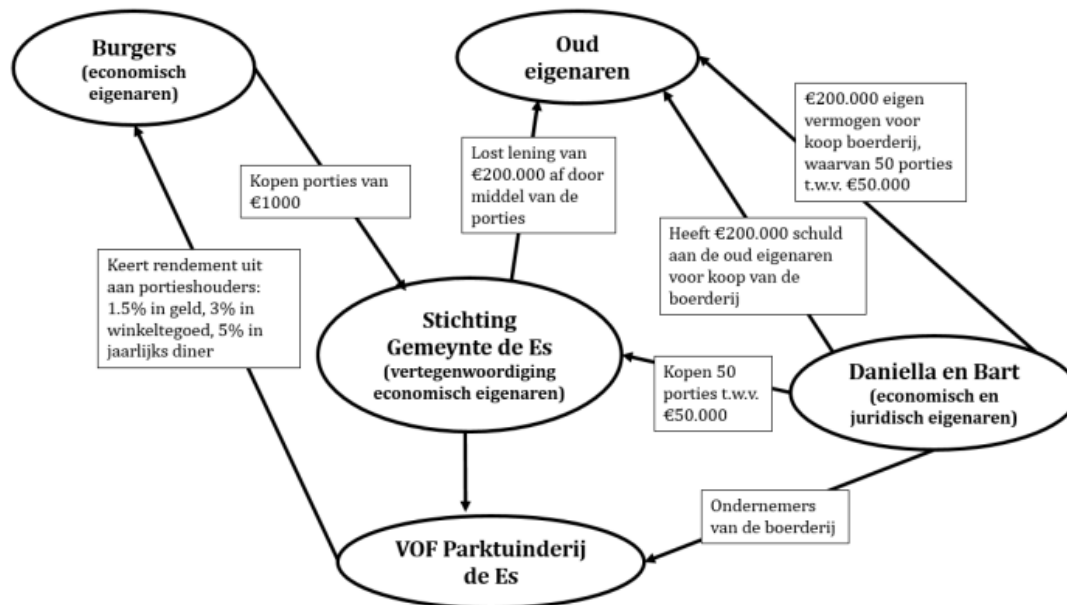 Burgers
(economisch
eigenaren)
Oud
eigenaren
€200.000 eigen
vermogen voor
koop boerderij,
waarvan 50 porties
t.w.v. €50.000
Lost lening van
€200.000 af door
middel van de
porties
Kopen porties van
€1000
Heeft €200.000 schuld
aan de oud eigenaren
voor koop van de
boerderij
Keert rendement uit
aan portieshouders:
1.5% in geld, 3% in
winkeltegoed, 5% in
jaarlijks diner
Stichting
Gemeynte de Es
(vertegenwoordiging
economisch eigenaren)
Kopen 50
porties t.w.v.
€50.000
Daniella en Bart
(economisch en
juridisch eigenaren)
Ondernemers
van de boerderij
VOF Parktuinderij
de Es